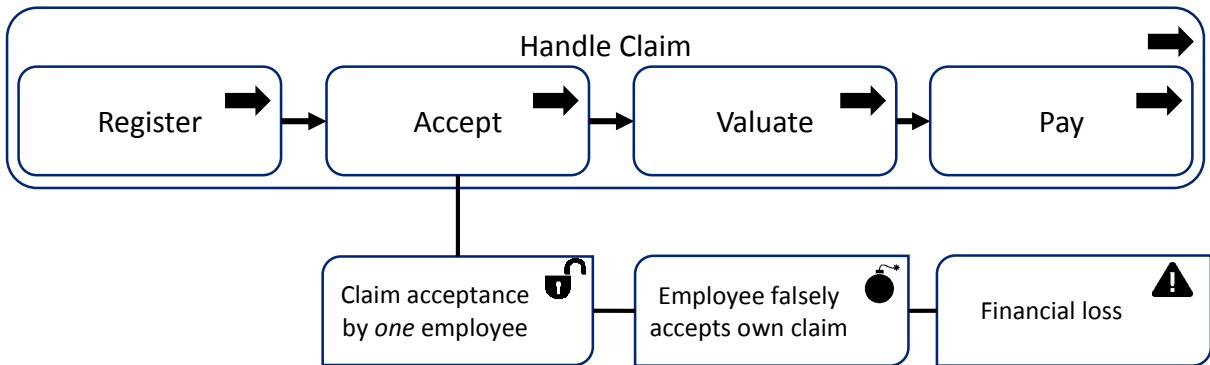 Handle Claim
Register
Accept
Valuate
Pay
Claim acceptance
by one employee
Employee falsely
accepts own claim
Financial loss